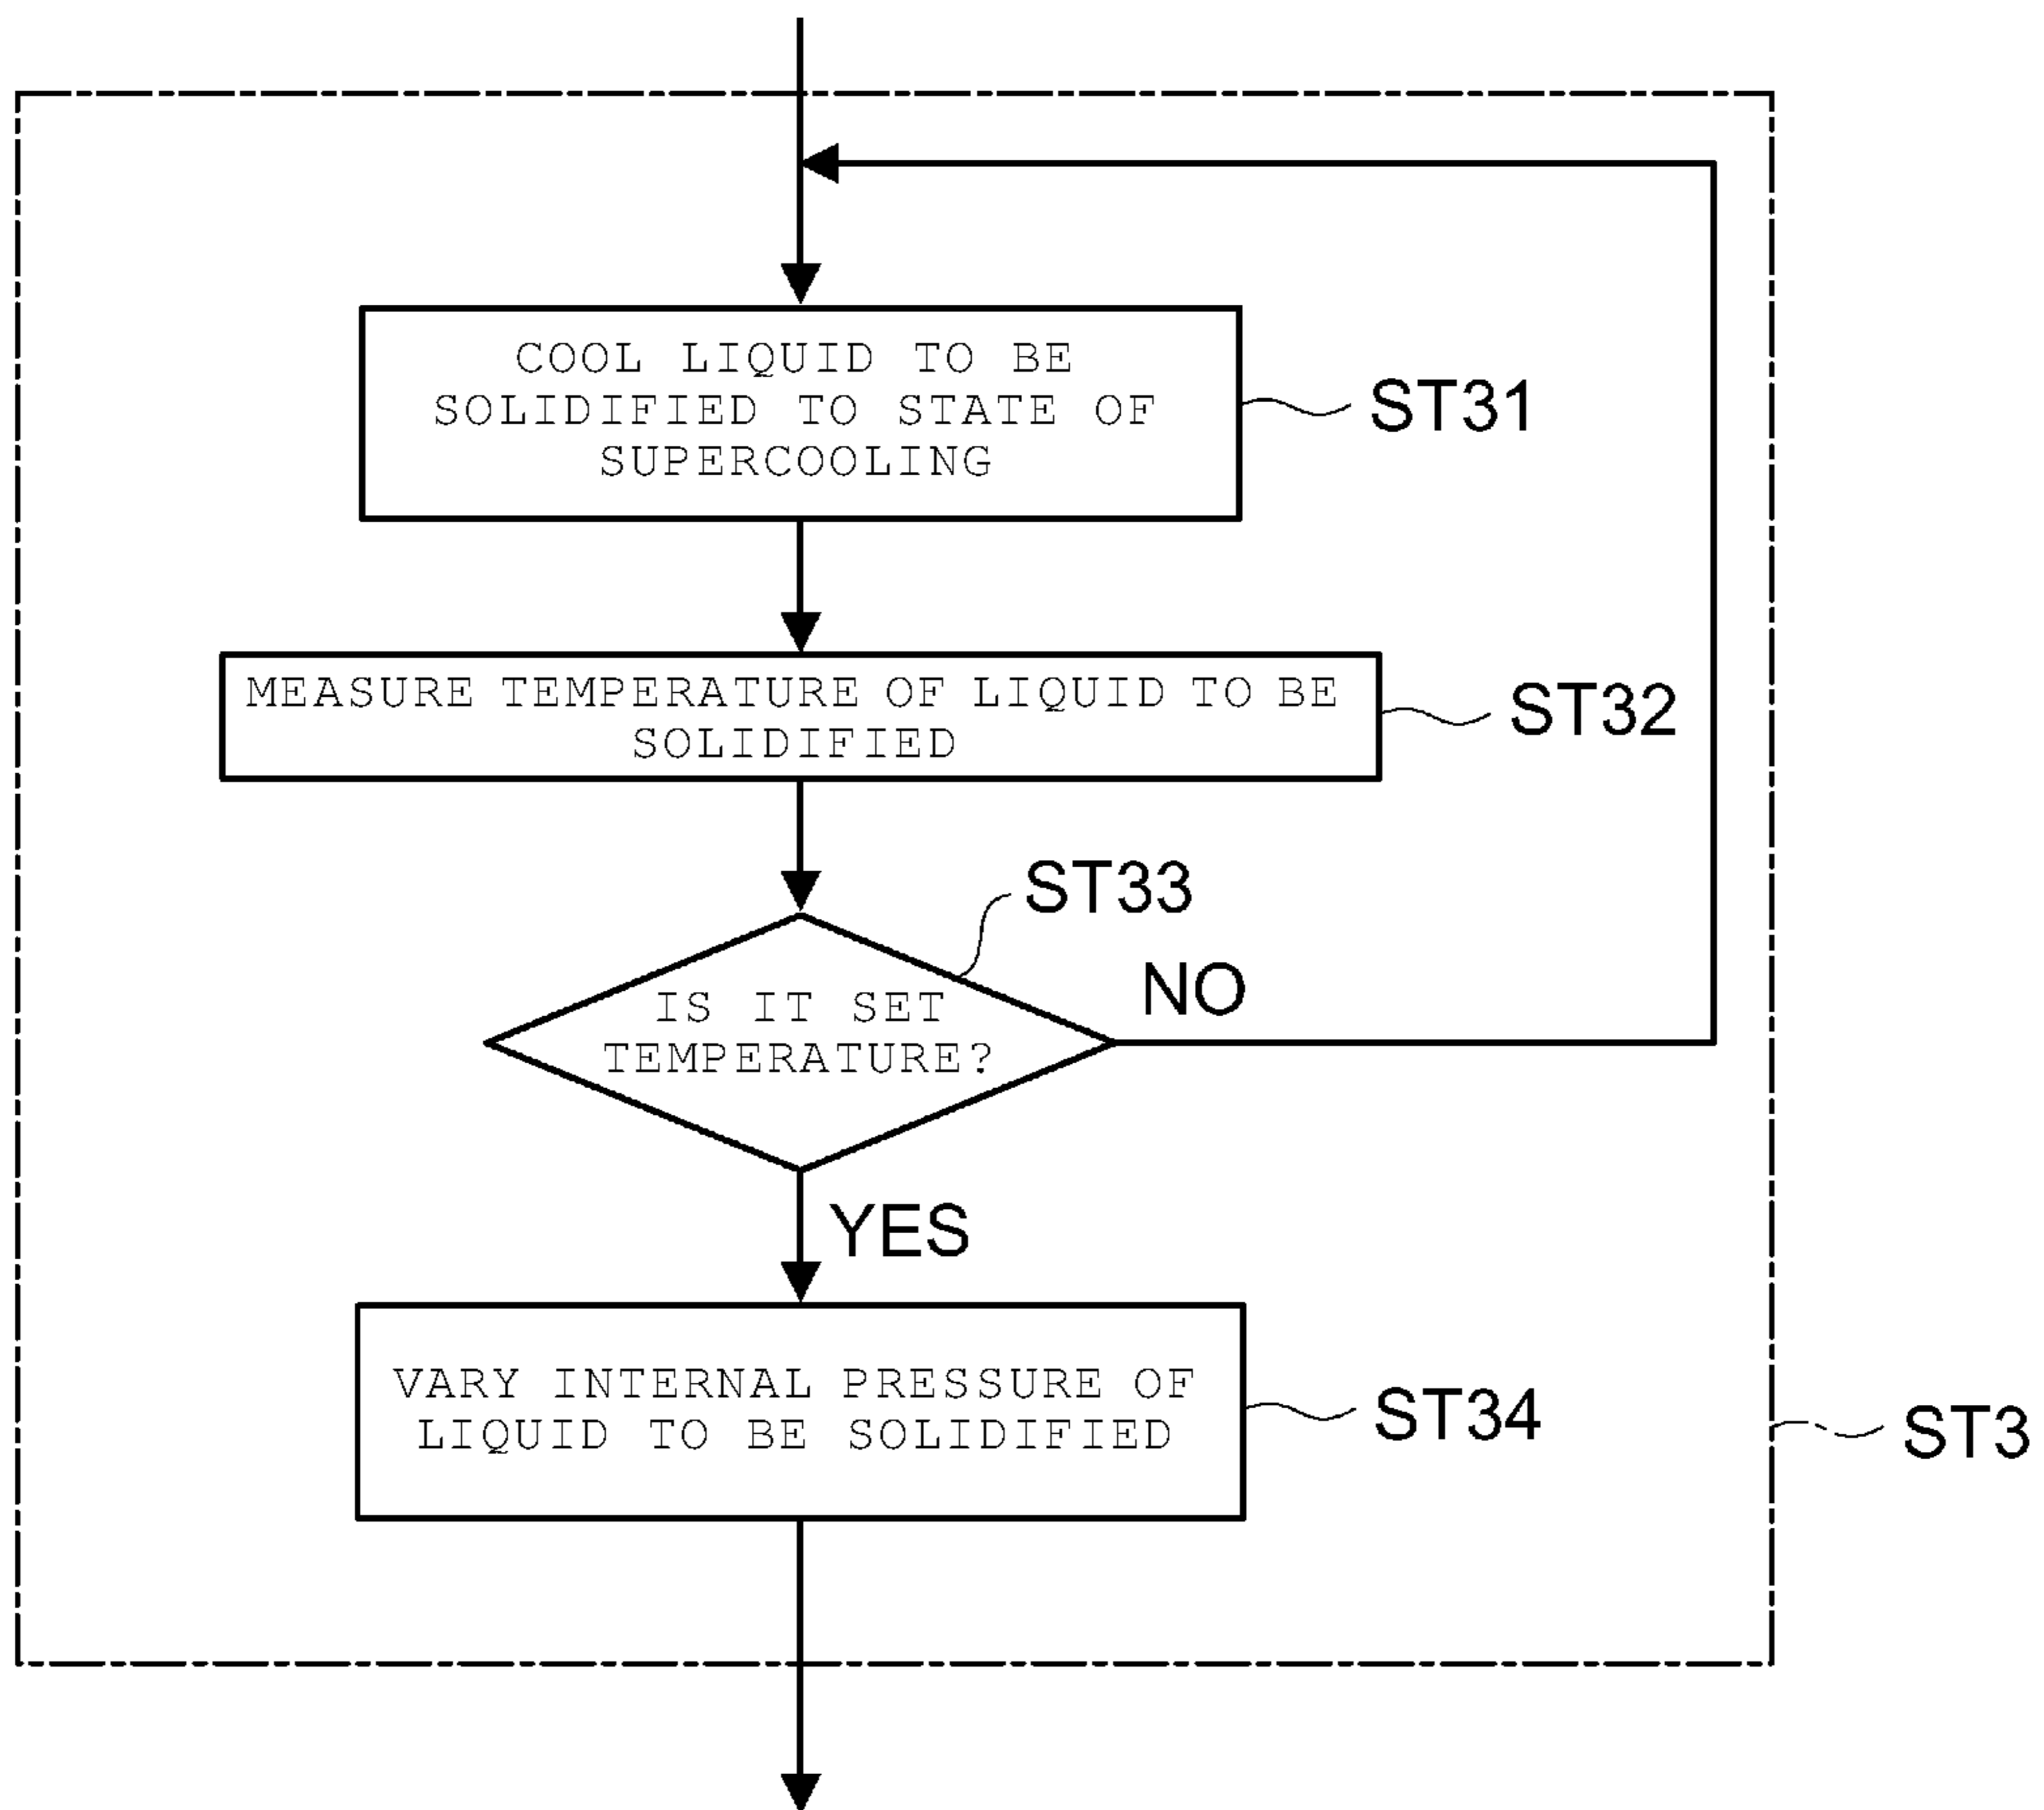 COOL LIQUID TO BE
SOLIDIFIED TO STATE OF
SUPERCOOLING
ST31
MEASURE TEMPERATURE OF LIQUID TO BE
SOLIDIFIED
ST32
ST33
IS IT SET
TEMPERATURE?
NO
YES
VARY INTERNAL PRESSURE OF
LIQUID TO BE SOLIDIFIED
ST34
ST3